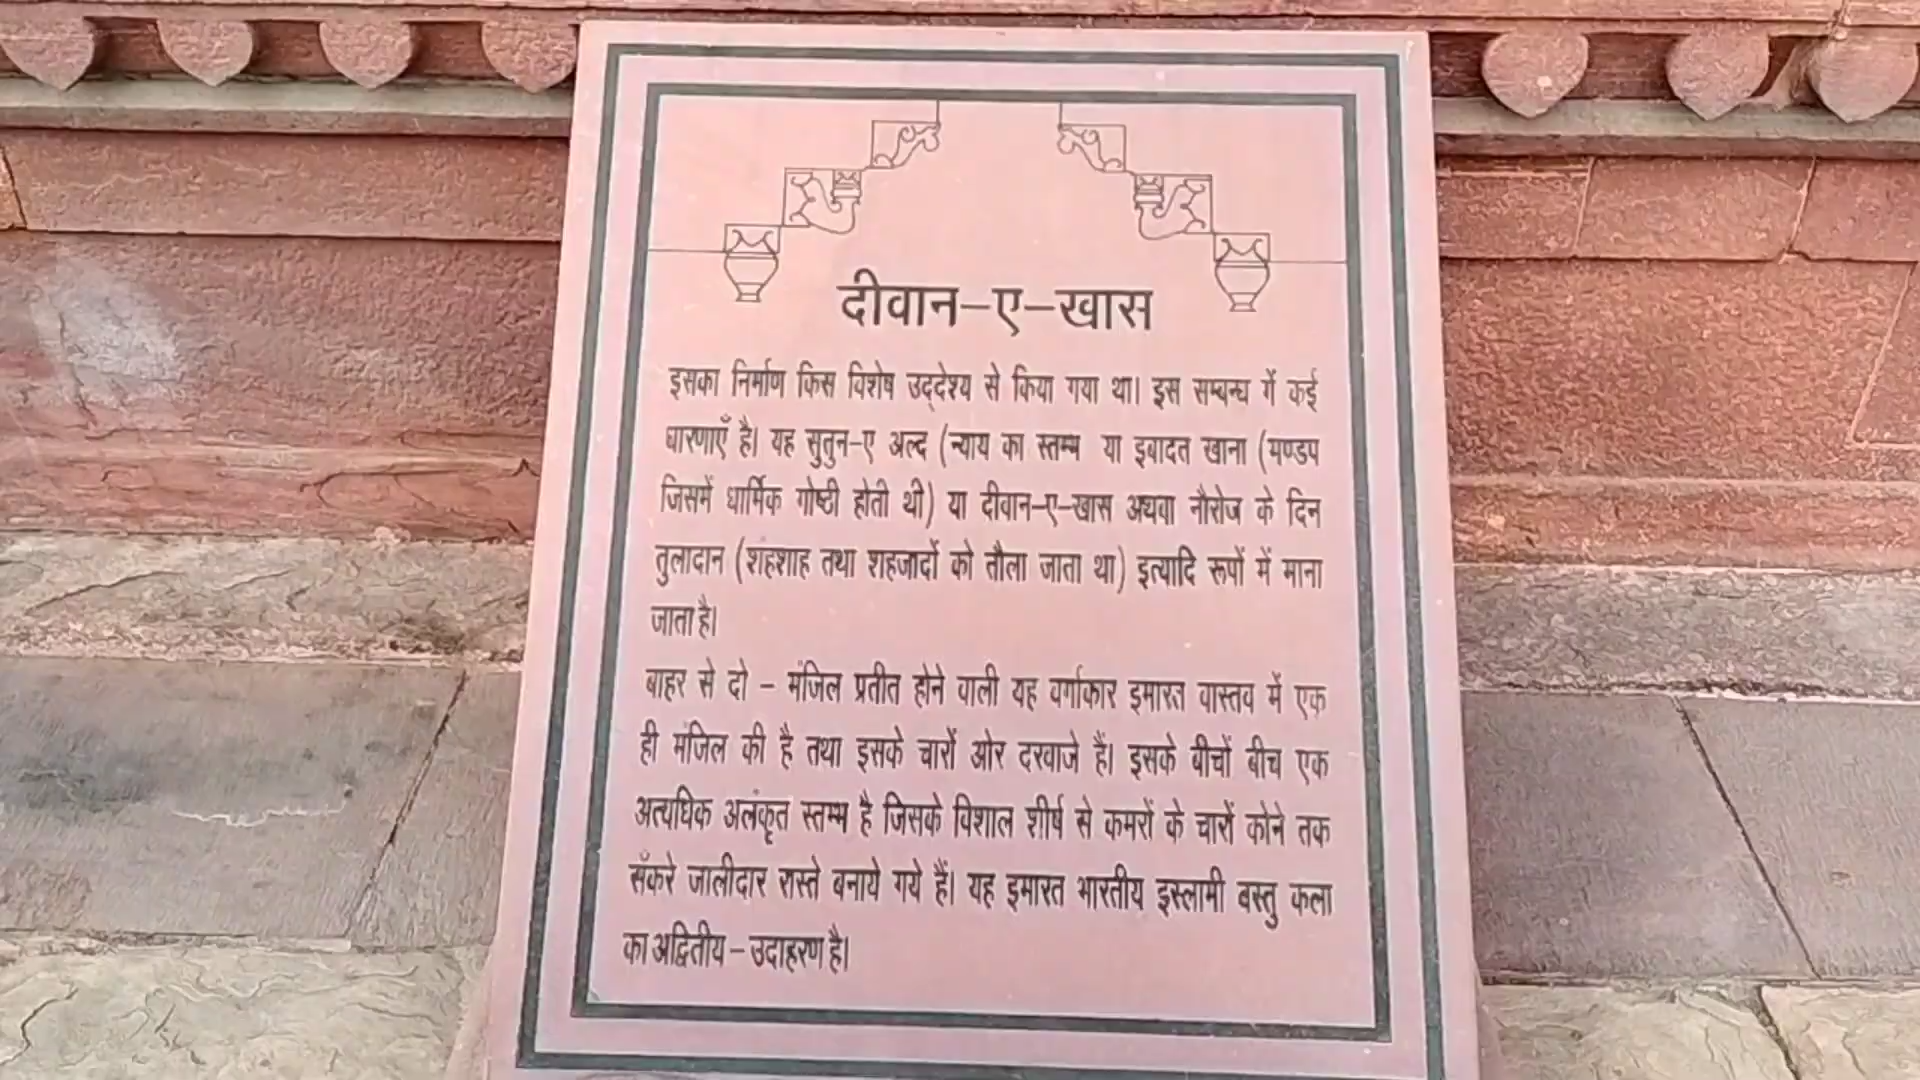 दीवान-ए-खास
इसका निर्माण किस विशेष उद्देश्य से किया गया था। इस सम्बन्ध में कई
धारणाएँ है। यह सुतुन-ए अल्द (न्याय का स्तम्भ या इबादत खाना (मण्डप
जिसमें धार्मिक गोष्ठी होती थी) या दीवान-ए-खास अथवा नौरोज के दिन
तुलादान (शंहशाह तथा शहजादों को तौला जाता था) इत्यादि रूपों में माना
जाता है।
बाहर से दो - मंजिल प्रतीत होने वाली यह वर्गाकार इमारत वास्तव में एक
ही मंजिल की है तथा इसके चारों ओर दरवाजे हैं। इसके बीचों बीच एक
अत्यधिक अलंकृत स्तम्भ है जिसके विशाल शीर्ष से कमरों के चारों कोने तक
सँकरे जालीदार रास्ते बनाये गये हैं। यह इमारत भारतीय इस्लामी वस्तु कला
का अद्वितीय - उदाहरण है।